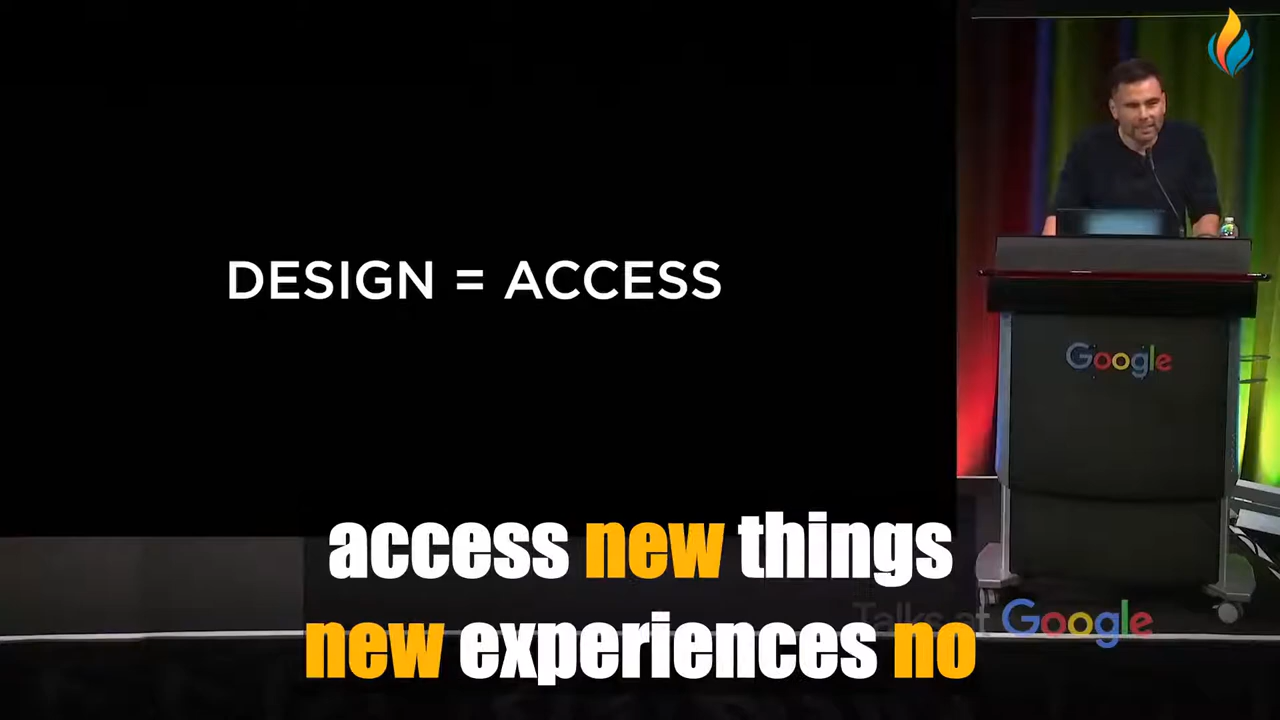 DESIGN = ACCESS
Google
access new things
new experiences no
Talks at Google